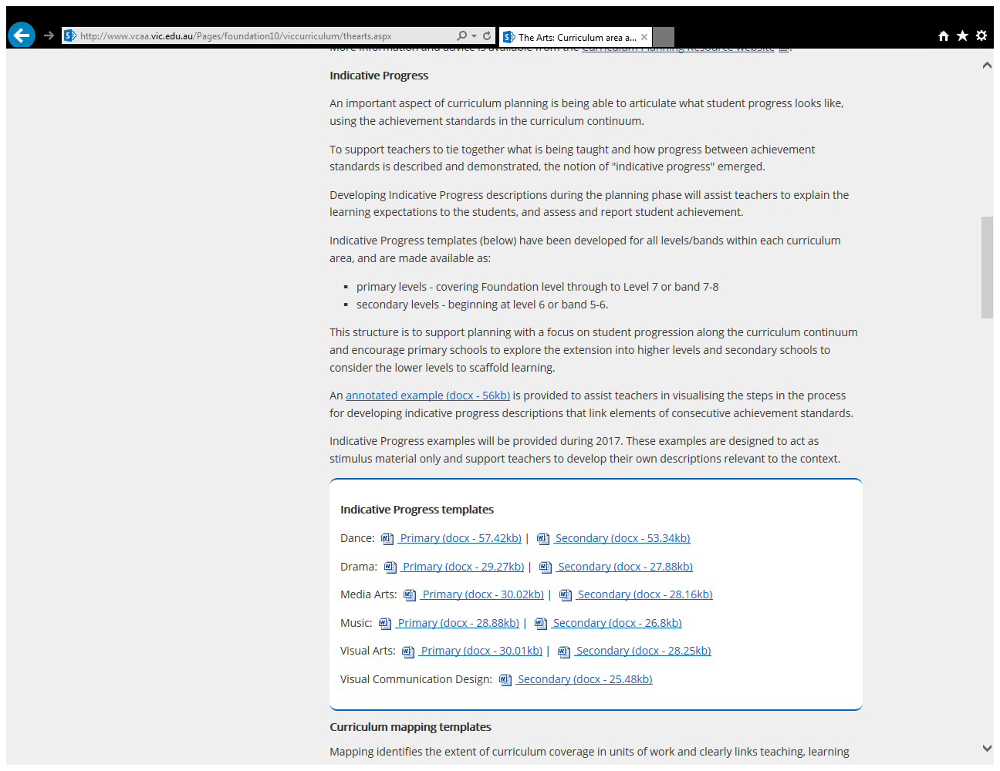 http://www.vcaa.vic.edu.au/Pages/foundation10/viccurriculum/thearts.aspx
The Arts: Curriculum area a...
More information and advice is available from the Curriculum Planning Resource website
Indicative Progress
An important aspect of curriculum planning is being able to articulate what student progress looks like,
using the achievement standards in the curriculum continuum.
To support teachers to tie together what is being taught and how progress between achievement
standards is described and demonstrated, the notion of "indicative progress" emerged.
Developing Indicative Progress descriptions during the planning phase will assist teachers to explain the
learning expectations to the students, and assess and report student achievement.
Indicative Progress templates (below) have been developed for all levels/bands within each curriculum
area, and are made available as:
▪ primary levels - covering Foundation level through to Level 7 or band 7-8
▪ secondary levels - beginning at level 6 or band 5-6.
This structure is to support planning with a focus on student progression along the curriculum continuum
and encourage primary schools to explore the extension into higher levels and secondary schools to
consider the lower levels to scaffold learning.
An annotated example (docx - 56kb) is provided to assist teachers in visualising the steps in the process
for developing indicative progress descriptions that link elements of consecutive achievement standards.
Indicative Progress examples will be provided during 2017. These examples are designed to act as
stimulus material only and support teachers to develop their own descriptions relevant to the context.
Indicative Progress templates
Dance: Primary (docx - 57.42kb) | Secondary (docx - 53.34kb)
Drama: Primary (docx - 29.27kb) | Secondary (docx - 27.88kb)
Media Arts: Primary (docx - 30.02kb) | Secondary (docx - 28.16kb)
Music: Primary (docx - 28.88kb) | Secondary (docx - 26.8kb)
Visual Arts: Primary (docx - 30.01kb) | Secondary (docx - 28.25kb)
Visual Communication Design: Secondary (docx - 25.48kb)
Curriculum mapping templates
Mapping identifies the extent of curriculum coverage in units of work and clearly links teaching, learning